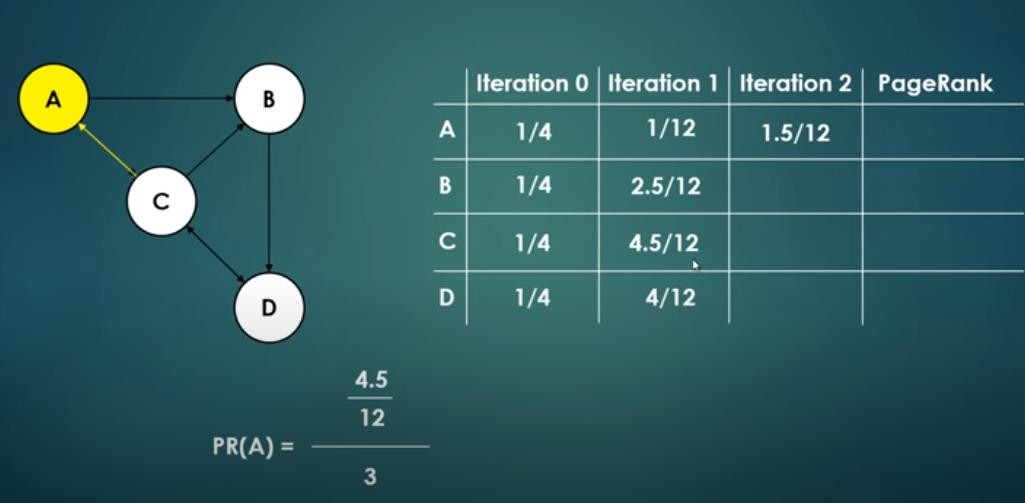 A
B
C
D
Iteration 0 Iteration 1 Iteration 2 PageRank
A 1/4 1/12 1.5/12
B 1/4 2.5/12
C 1/4 4.5/12
D 1/4 4/12
4.5
12
PR(A) =
3